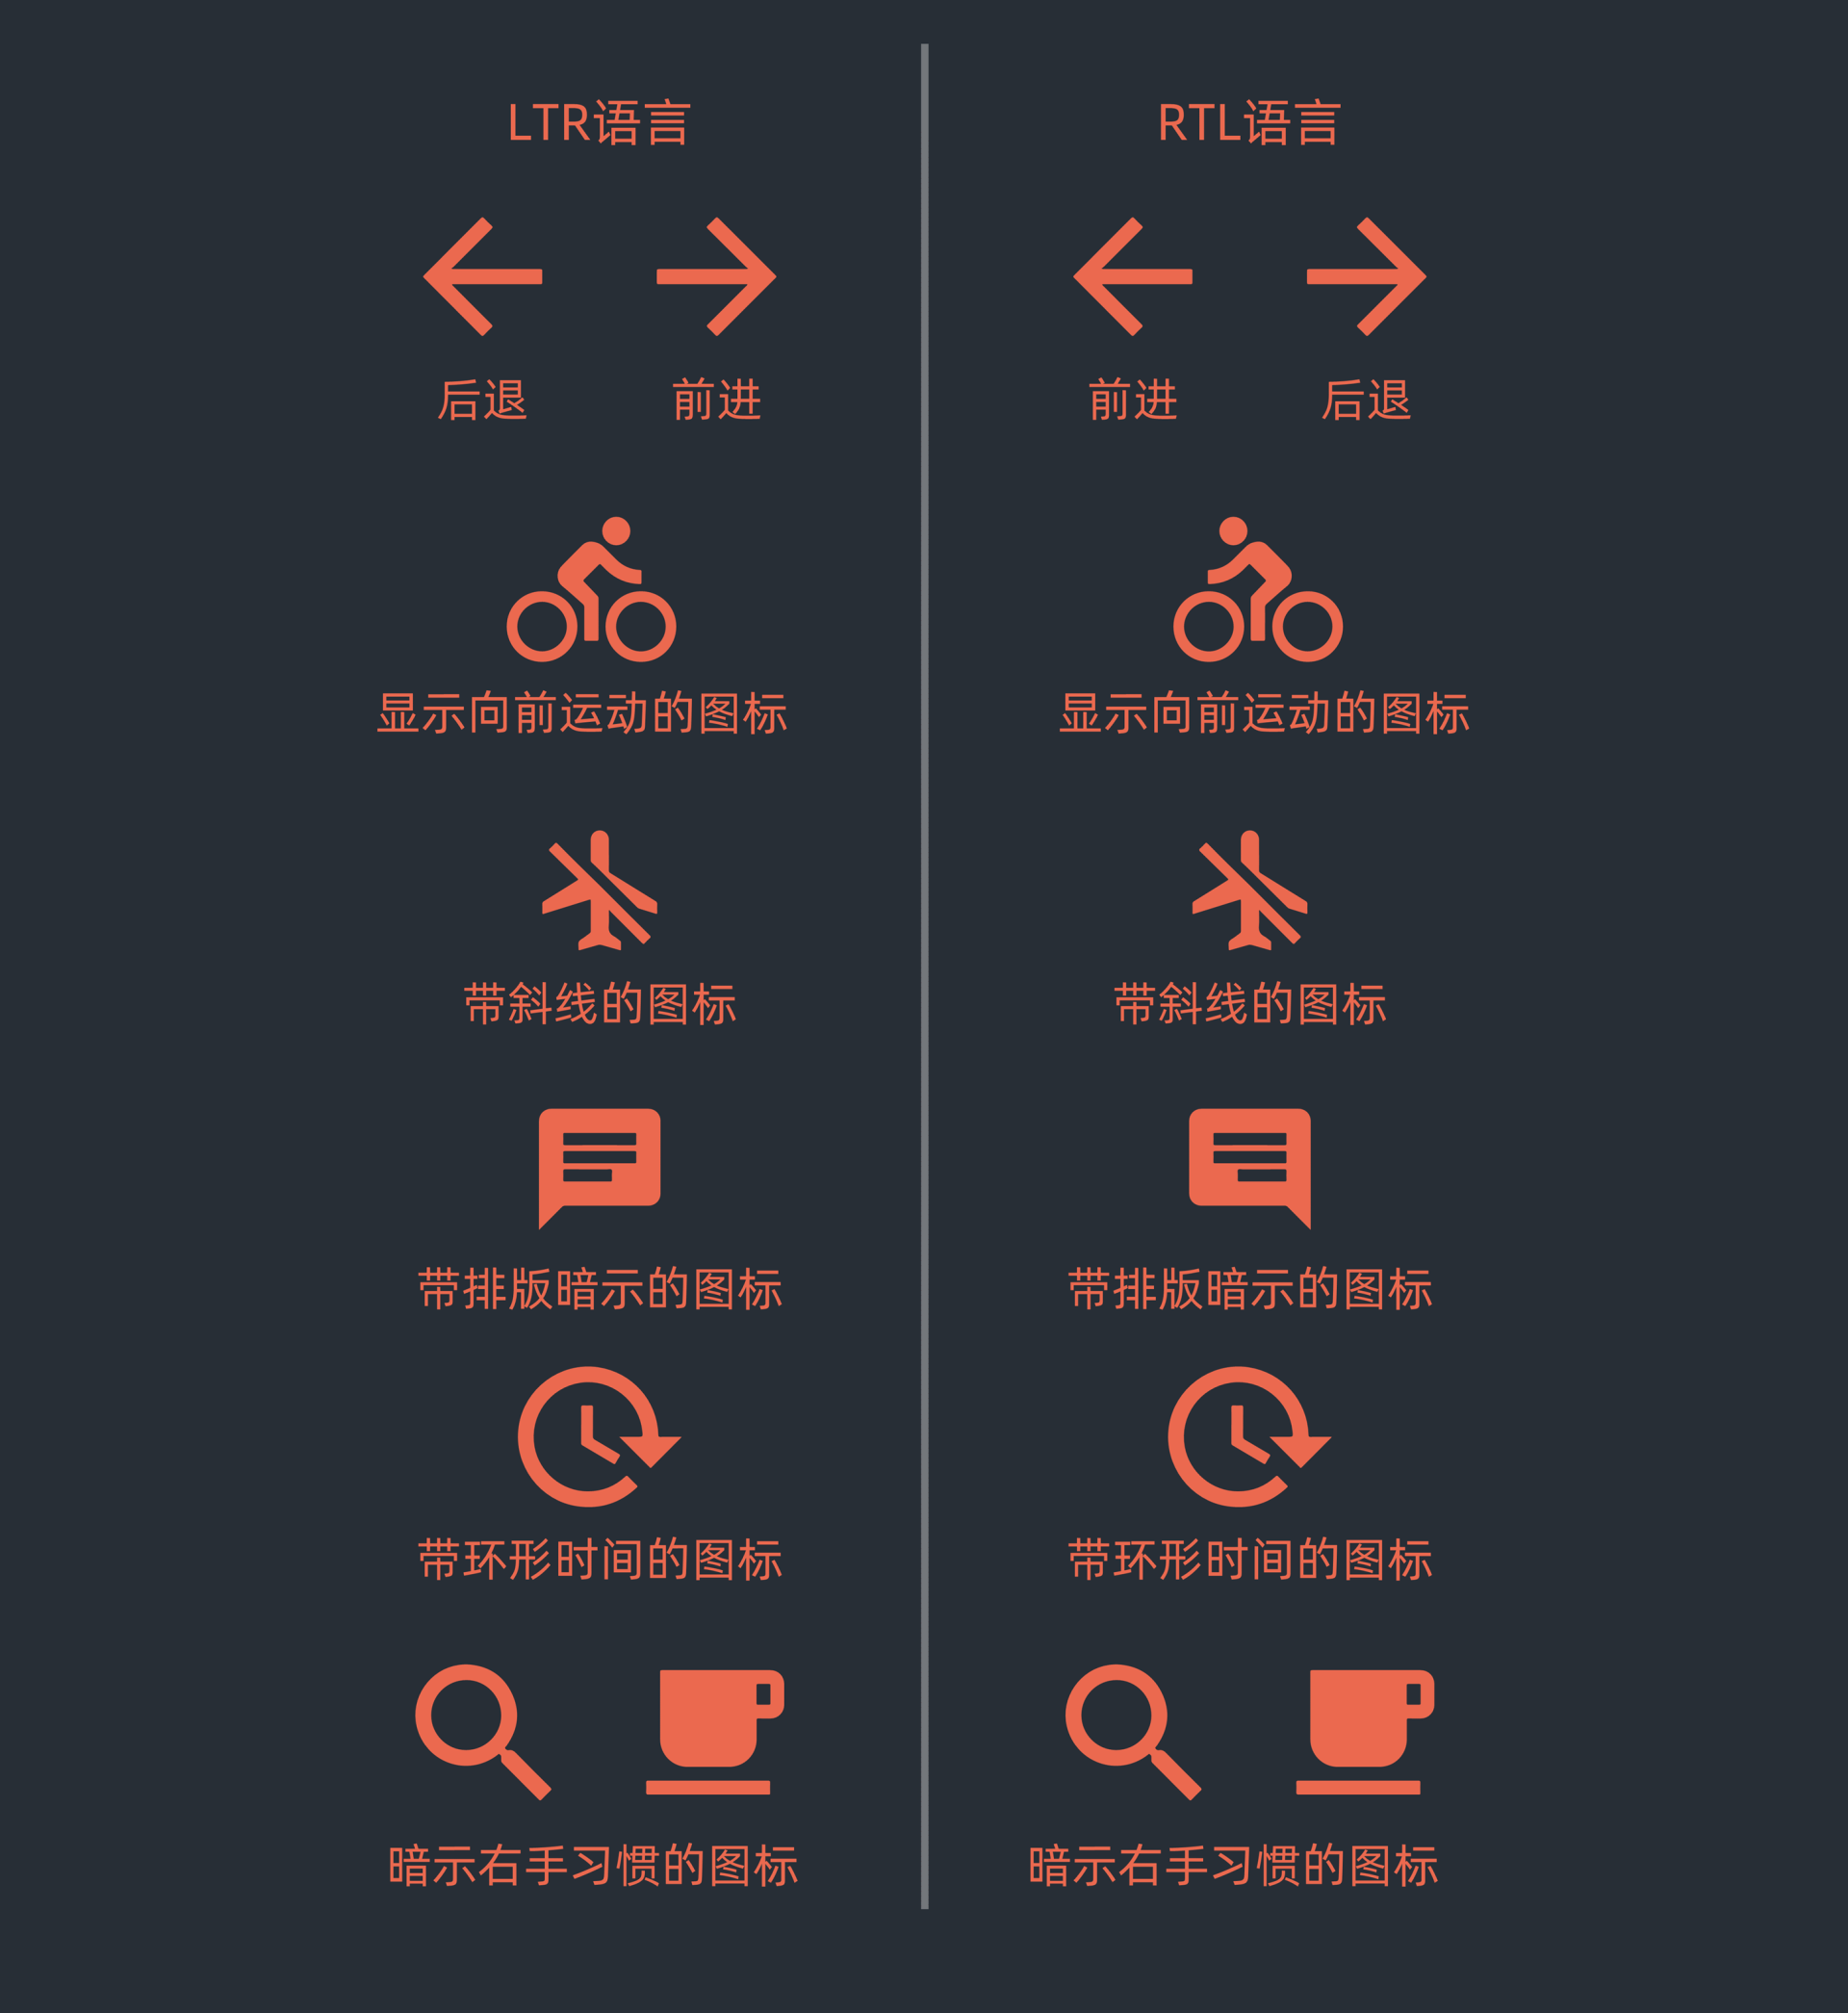 LTR语言
后退
前进
显示向前运动的图标
带斜线的图标
带排版暗示的图标
带环形时间的图标
暗示右手习惯的图标
RTL语言
前进
后退
显示向前运动的图标
带斜线的图标
带排版暗示的图标
带环形时间的图标
暗示右手习惯的图标